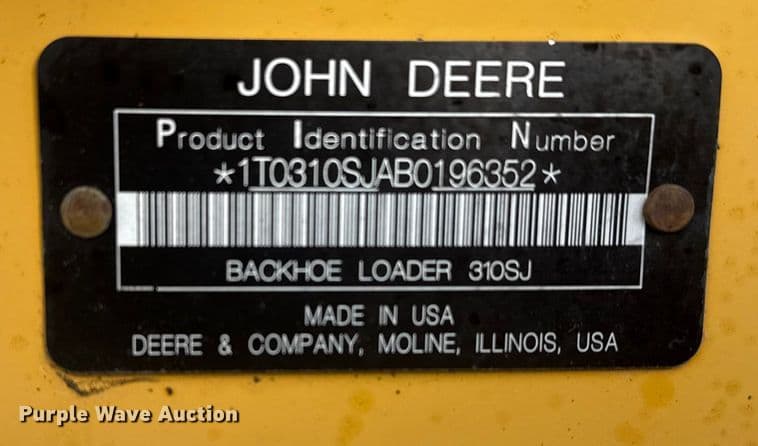 JOHN DEERE
Product Identification Number
*1T0310SJAB0196352*
BACKHOE LOADER 310SJ
MADE IN USA
DEERE & COMPANY, MOLINE, ILLINOIS, USA
Purple Wave Auction